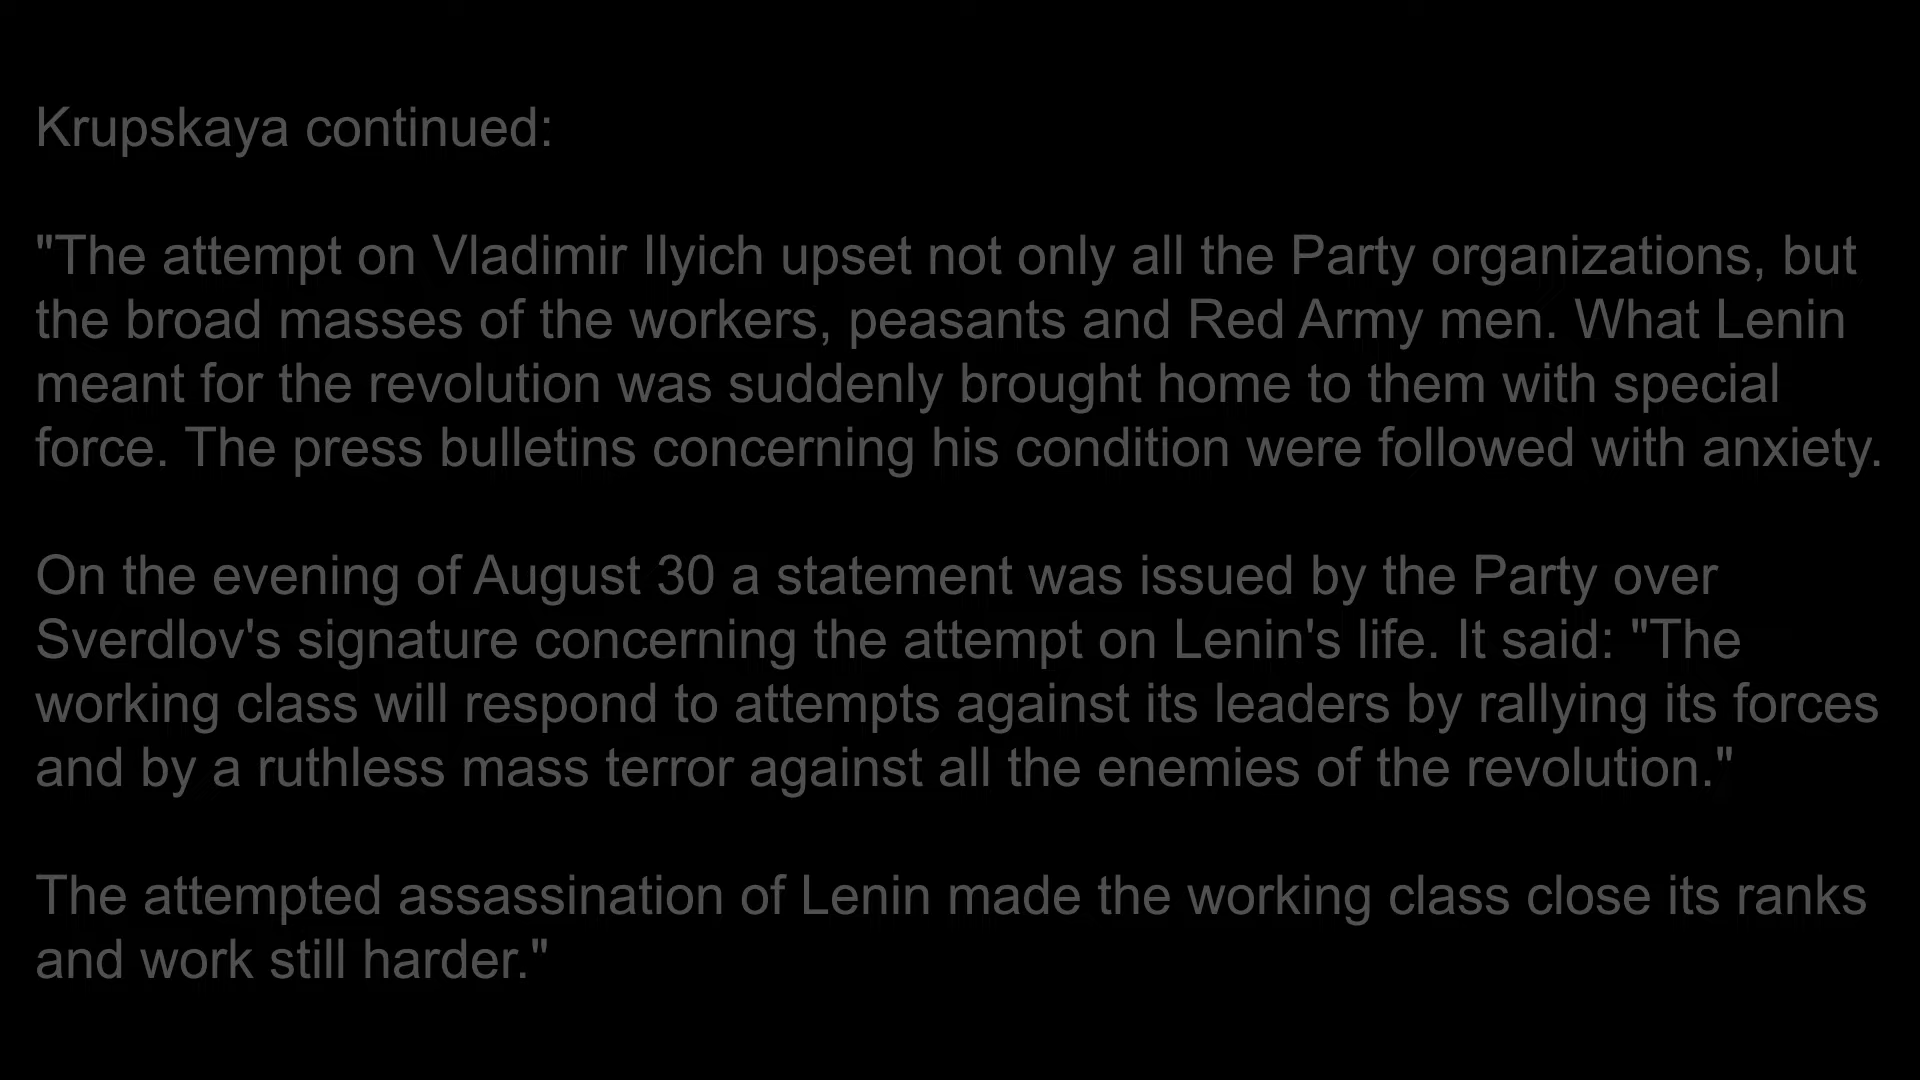 Krupskaya continued:
"The attempt on Vladimir Ilyich upset not only all the Party organizations, but
the broad masses of the workers, peasants and Red Army men. What Lenin
meant for the revolution was suddenly brought home to them with special
force. The press bulletins concerning his condition were followed with anxiety.
On the evening of August 30 a statement was issued by the Party over
Sverdlov's signature concerning the attempt on Lenin's life. It said: "The
working class will respond to attempts against its leaders by rallying its forces
and by a ruthless mass terror against all the enemies of the revolution."
The attempted assassination of Lenin made the working class close its ranks
and work still harder."